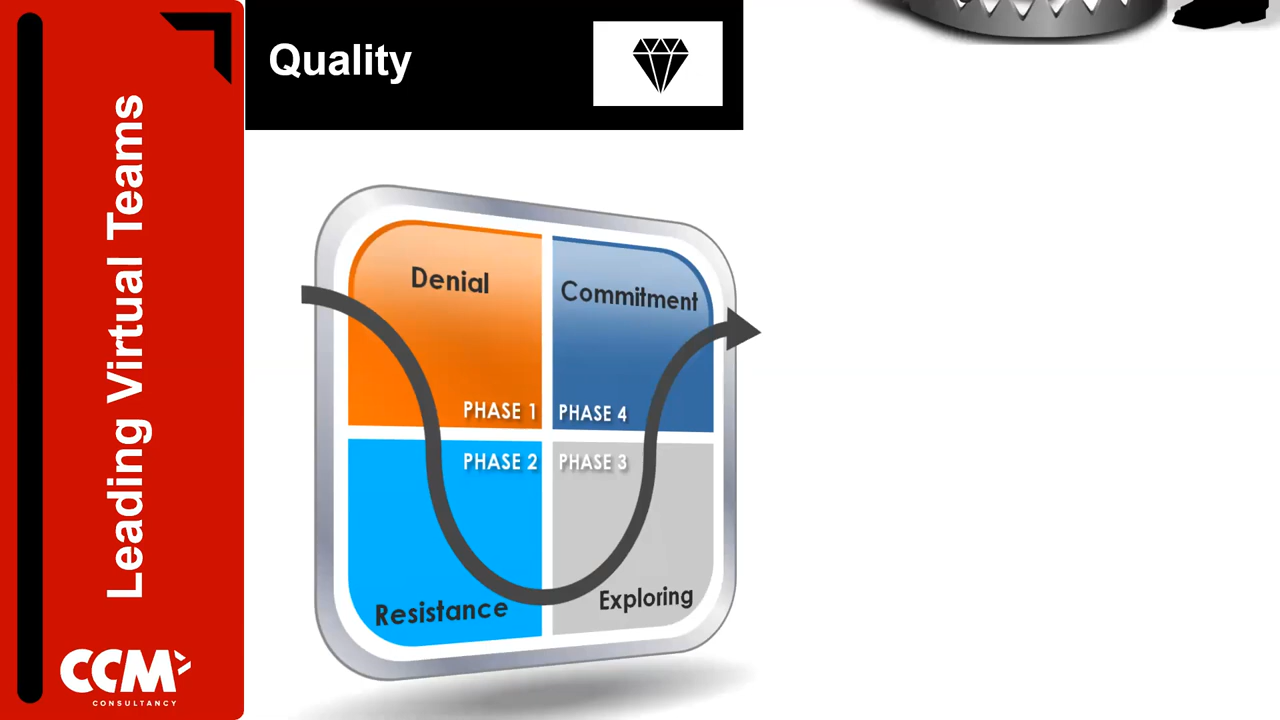 Leading Virtual Teams
CCM
CONSULTANCY
Quality
Denial
Commitment
PHASE 1
PHASE 4
PHASE 2
PHASE 3
Resistance
Exploring